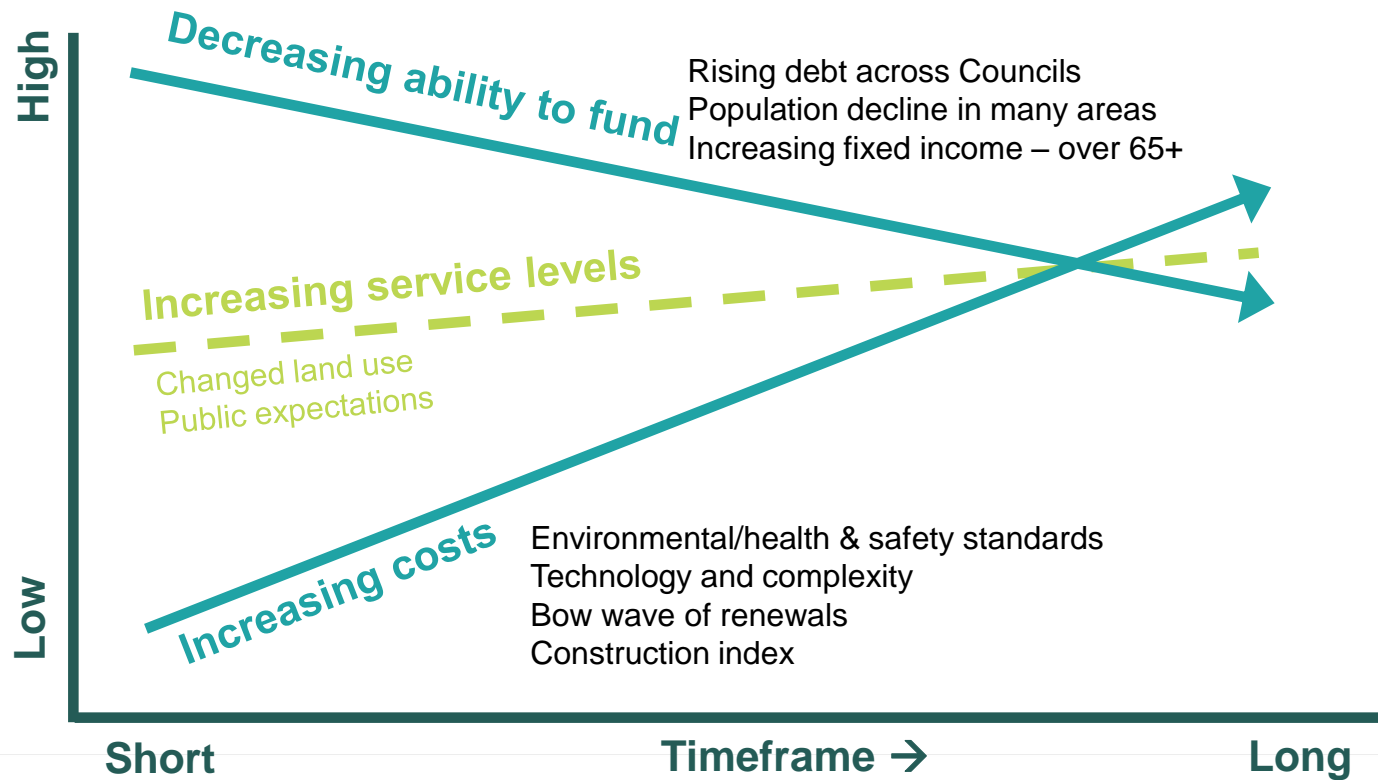 High
Decreasing ability to fund
Rising debt across Councils
Population decline in many areas
Increasing fixed income – over 65+
Increasing service levels
Changed land use
Public expectations
Increasing costs
Environmental/health & safety standards
Technology and complexity
Bow wave of renewals
Construction index
Low
Short
Timeframe →
Long